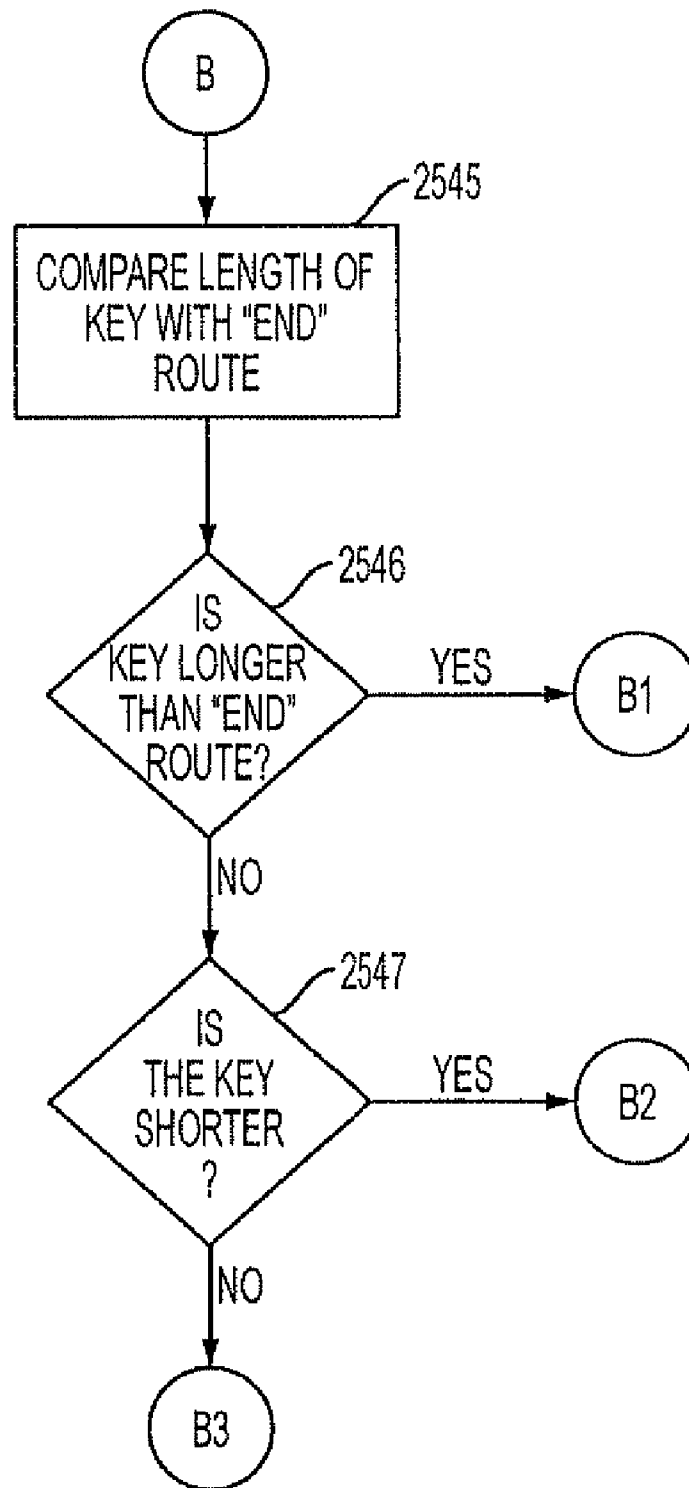 B
2545
COMPARE LENGTH OF
KEY WITH "END"
ROUTE
2546
IS
KEY LONGER
THAN "END"
ROUTE?
YES
B1
NO
2547
IS
THE KEY
SHORTER
?
YES
B2
NO
B3